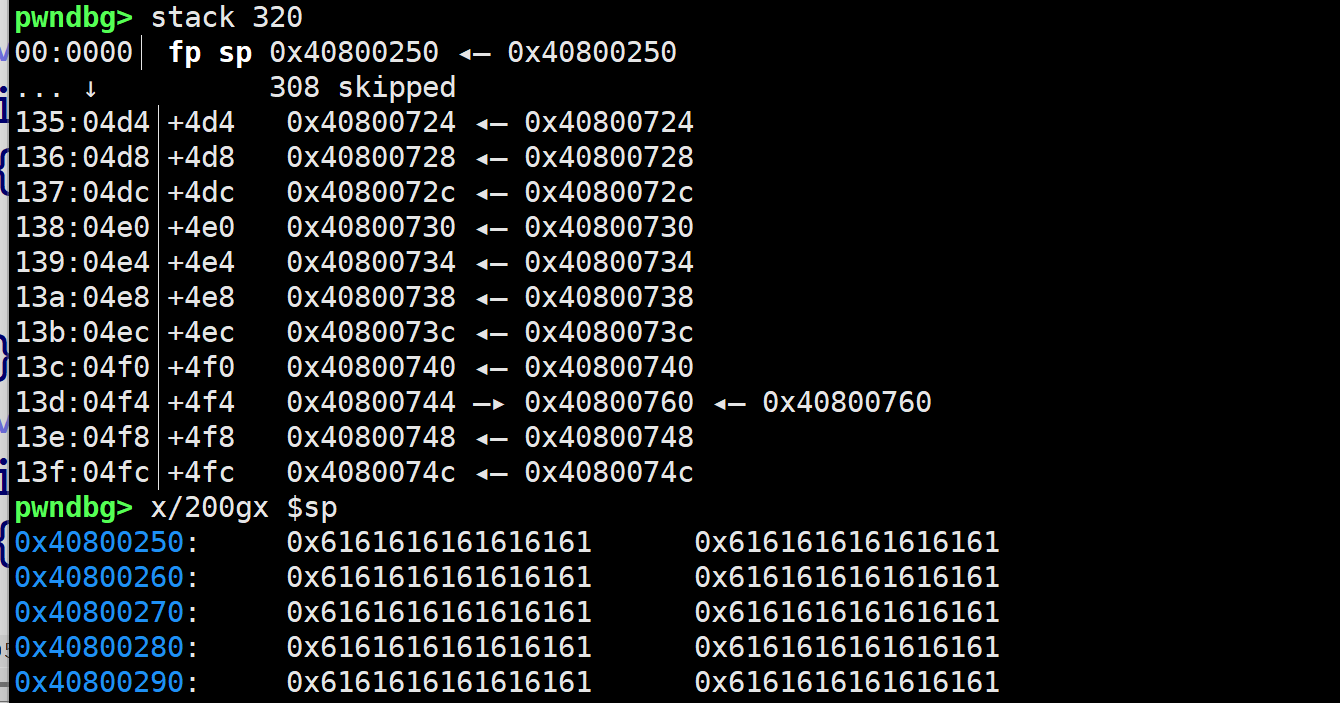 pwndbg> stack 320
00:0000│ fp sp 0x40800250 ◂— 0x40800250
... ↓ 308 skipped
135:04d4│+4d4 0x40800724 ◂— 0x40800724
136:04d8│+4d8 0x40800728 ◂— 0x40800728
137:04dc│+4dc 0x4080072c ◂— 0x4080072c
138:04e0│+4e0 0x40800730 ◂— 0x40800730
139:04e4│+4e4 0x40800734 ◂— 0x40800734
13a:04e8│+4e8 0x40800738 ◂— 0x40800738
13b:04ec│+4ec 0x4080073c ◂— 0x4080073c
13c:04f0│+4f0 0x40800740 ◂— 0x40800740
13d:04f4│+4f4 0x40800744 —▸ 0x40800760 ◂— 0x40800760
13e:04f8│+4f8 0x40800748 ◂— 0x40800748
13f:04fc│+4fc 0x4080074c ◂— 0x4080074c
pwndbg> x/200gx $sp
0x40800250: 0x6161616161616161 0x6161616161616161
0x40800260: 0x6161616161616161 0x6161616161616161
0x40800270: 0x6161616161616161 0x6161616161616161
0x40800280: 0x6161616161616161 0x6161616161616161
0x40800290: 0x6161616161616161 0x6161616161616161